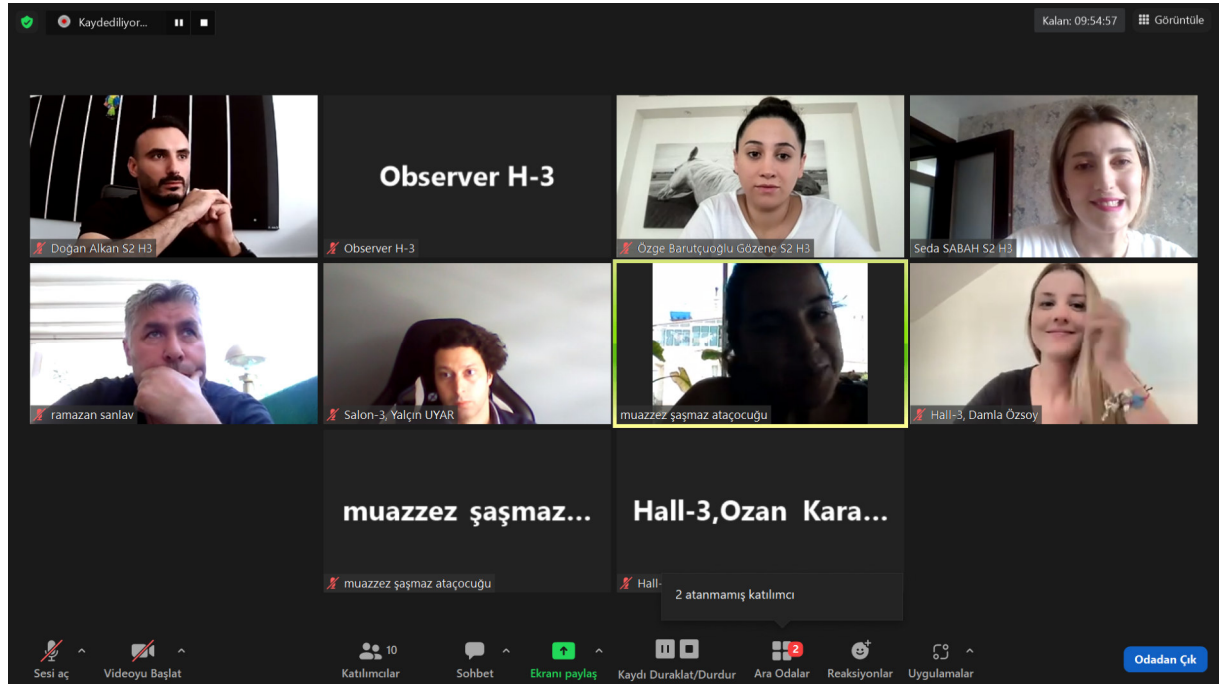 Kaydediliyor...
Kalan: 09:54:57
Görüntüle
Doğan Alkan S2 H3
Observer H-3
Observer H-3
Özge Barutçuoğlu Gözene S2 H3
Seda SABAH S2 H3
ramazan sanlav
Salon-3, Yalçın UYAR
muazzez şaşmaz ataçocuğu
Hall-3, Damla Özsoy
muazzez şaşmaz...
muazzez şaşmaz ataçocuğu
Hall-3,Ozan Kara...
Hall-
2 atanmamış katılımcı
Sesi aç
Videoyu Başlat
10
Katılımcılar
Sohbet
Ekranı paylaş
Kaydı Duraklat/Durdur
2
Ara Odalar
Reaksiyonlar
Uygulamalar
Odadan Çık